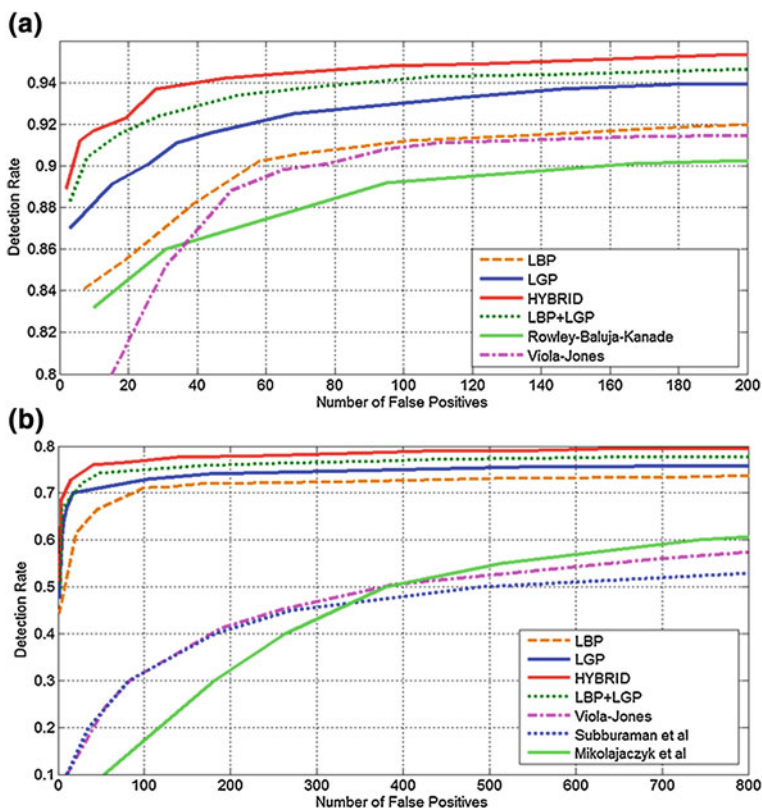 (a)
0.94
0.92
0.9
0.88
0.86
0.84
0.82
0.8
Detection Rate
LBP
LGP
HYBRID
LBP+LGP
Rowley-Baluja-Kanade
Viola-Jones
0 20 40 60 80 100 120 140 160 180 200
Number of False Positives
(b)
0.8
0.7
0.6
0.5
0.4
0.3
0.2
0.1
Detection Rate
LBP
LGP
HYBRID
LBP+LGP
Viola-Jones
Subburaman et al
Mikolajaczyk et al
0 100 200 300 400 500 600 700 800
Number of False Positives